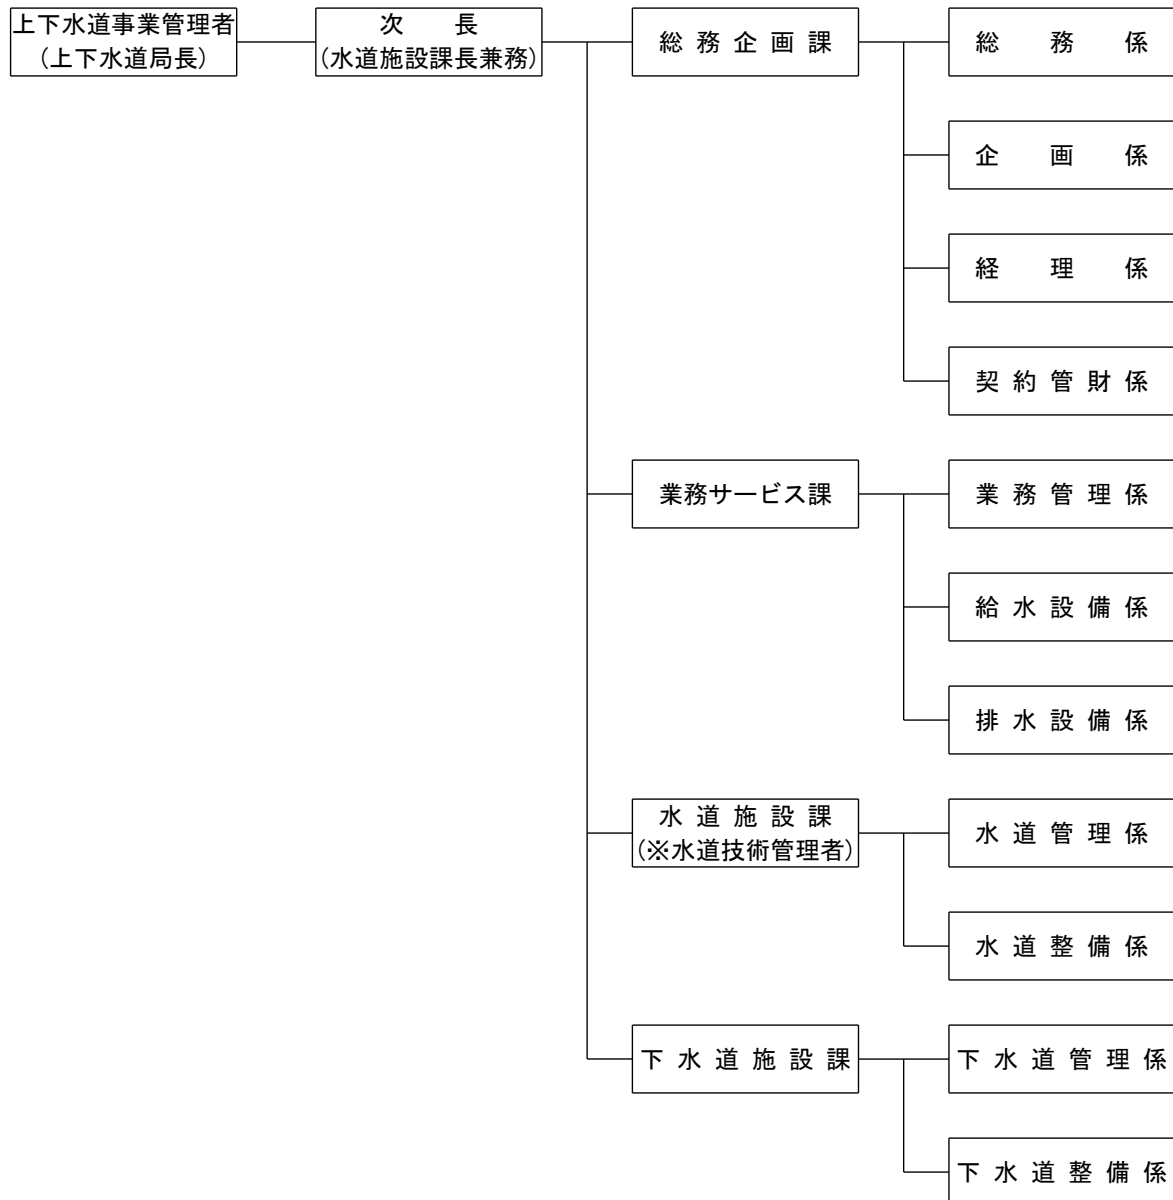 上下水道事業管理者
(上下水道局長)
次長
(水道施設課長兼務)
総務企画課
総務係
企画係
経理係
契約管財係
業務サービス課
業務管理係
給水設備係
排水設備係
水道施設課
(※水道技術管理者)
水道管理係
水道整備係
下水道施設課
下水道管理係
下水道整備係